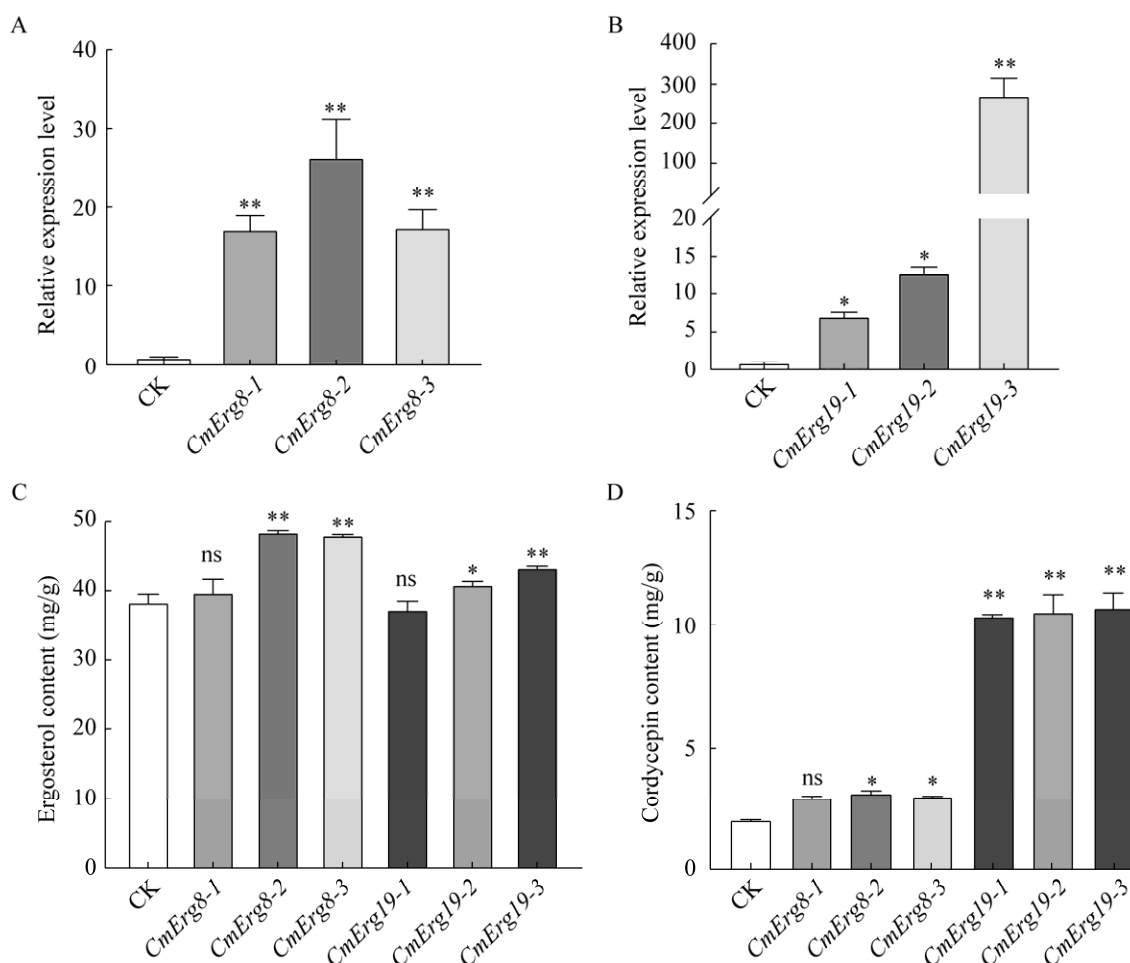 A
Relative expression level
40
30
20
10
0
**
**
**
CK
CmErg8-1
CmErg8-2
CmErg8-3
B
Relative expression level
400
300
200
100
20
15
10
5
0
*
*
**
CK
CmErg19-1
CmErg19-2
CmErg19-3
C
Ergosterol content (mg/g)
50
40
30
20
10
0
ns
**
**
ns
*
**
CK
CmErg8-1
CmErg8-2
CmErg8-3
CmErg19-1
CmErg19-2
CmErg19-3
D
Cordycepin content (mg/g)
15
10
5
0
ns
*
*
**
**
**
CK
CmErg8-1
CmErg8-2
CmErg8-3
CmErg19-1
CmErg19-2
CmErg19-3